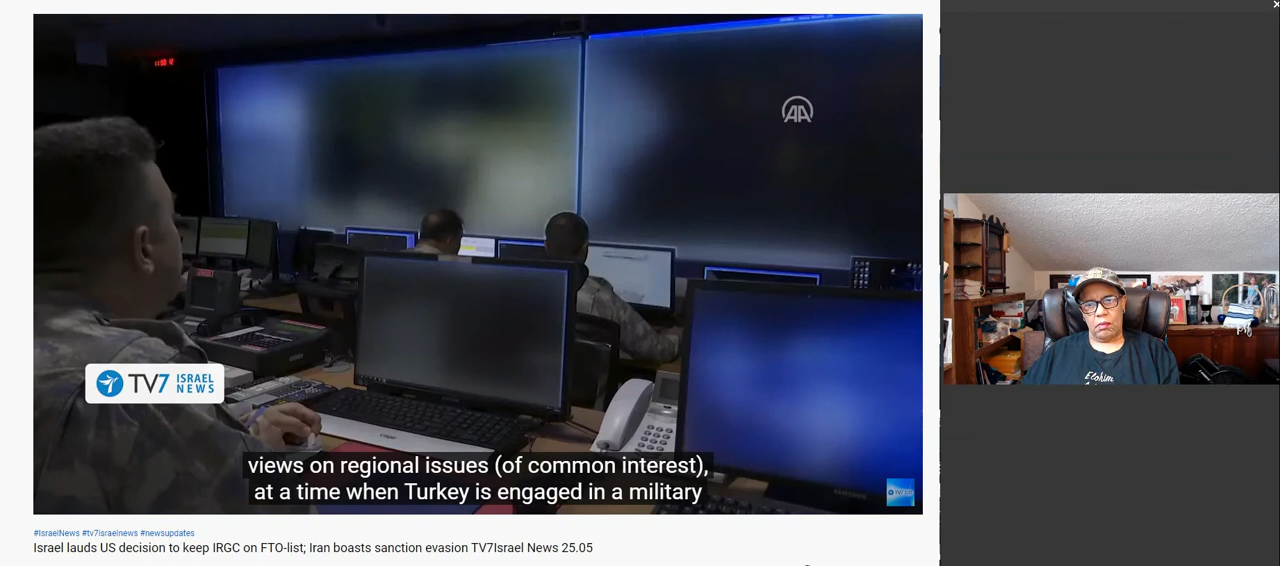 AA
TV7 ISRAEL
NEWS
views on regional issues (of common interest),
at a time when Turkey is engaged in a military
#IsraelNews #tv7israelnews #newsupdates
Israel lauds US decision to keep IRGC on FTO-list; Iran boasts sanction evasion TV7Israel News 25.05
Elohim